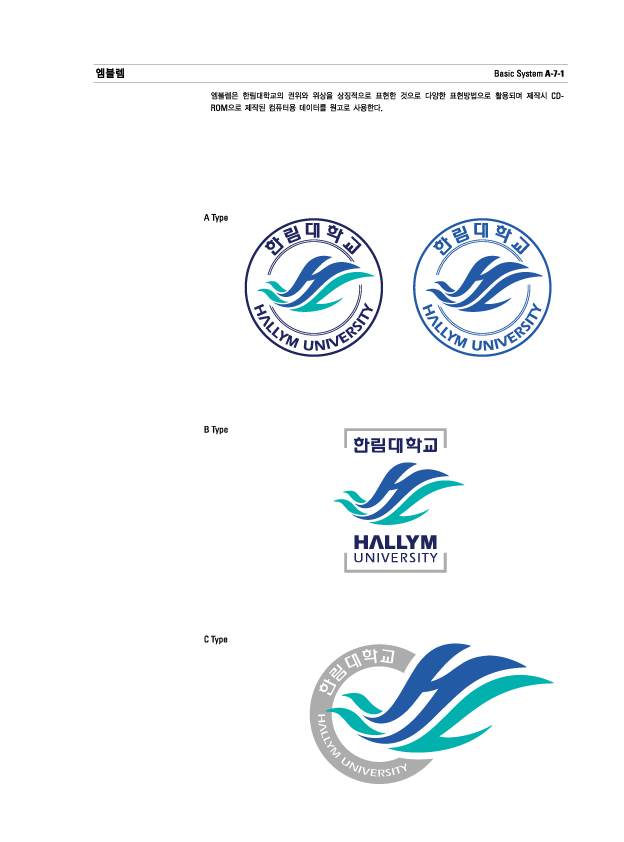 엠블렘
Basic System A-7-1
엠블렘은 한림대학교의 권위와 위상을 상징적으로 표현한 것으로 다양한 표현방법으로 활용되며 제작시 CD-
ROM으로 제작된 컴퓨터용 데이터를 원고로 사용한다.
A Type
한림대학교
HALLYM UNIVERSITY
한림대학교
HALLYM UNIVERSITY
B Type
한림대학교
HALLYM
UNIVERSITY
C Type
한림대학교
HALLYM UNIVERSITY